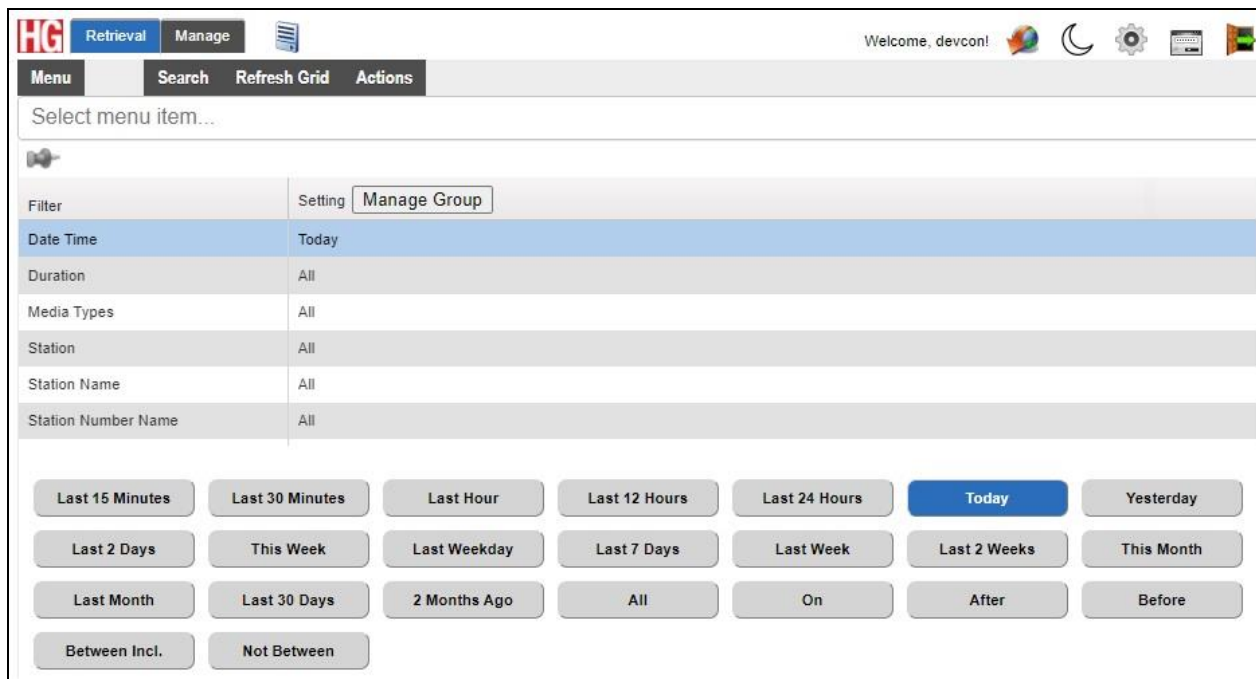 HG Retrieval Manage Welcome, devcon!
Menu Search Refresh Grid Actions
Select menu item...
Filter Setting Manage Group
Date Time Today
Duration All
Media Types All
Station All
Station Name All
Station Number Name All
Last 15 Minutes Last 30 Minutes Last Hour Last 12 Hours Last 24 Hours Today Yesterday
Last 2 Days This Week Last Weekday Last 7 Days Last Week Last 2 Weeks This Month
Last Month Last 30 Days 2 Months Ago All On After Before
Between Incl. Not Between